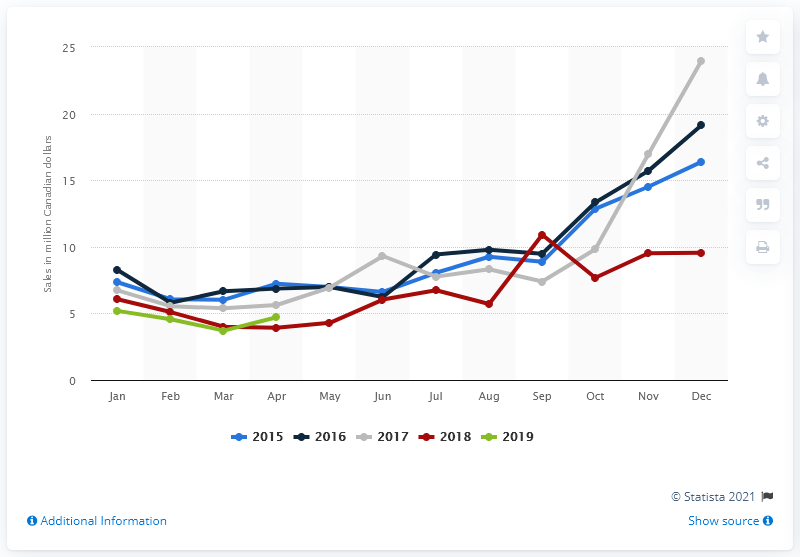 25
20
15
10
5
0
Sales in million Canadian dollars
Jan Feb Mar Apr May Jun Jul Aug Sep Oct Nov Dec
2015 2016 2017 2018 2019
© Statista 2021
Additional Information
Show source